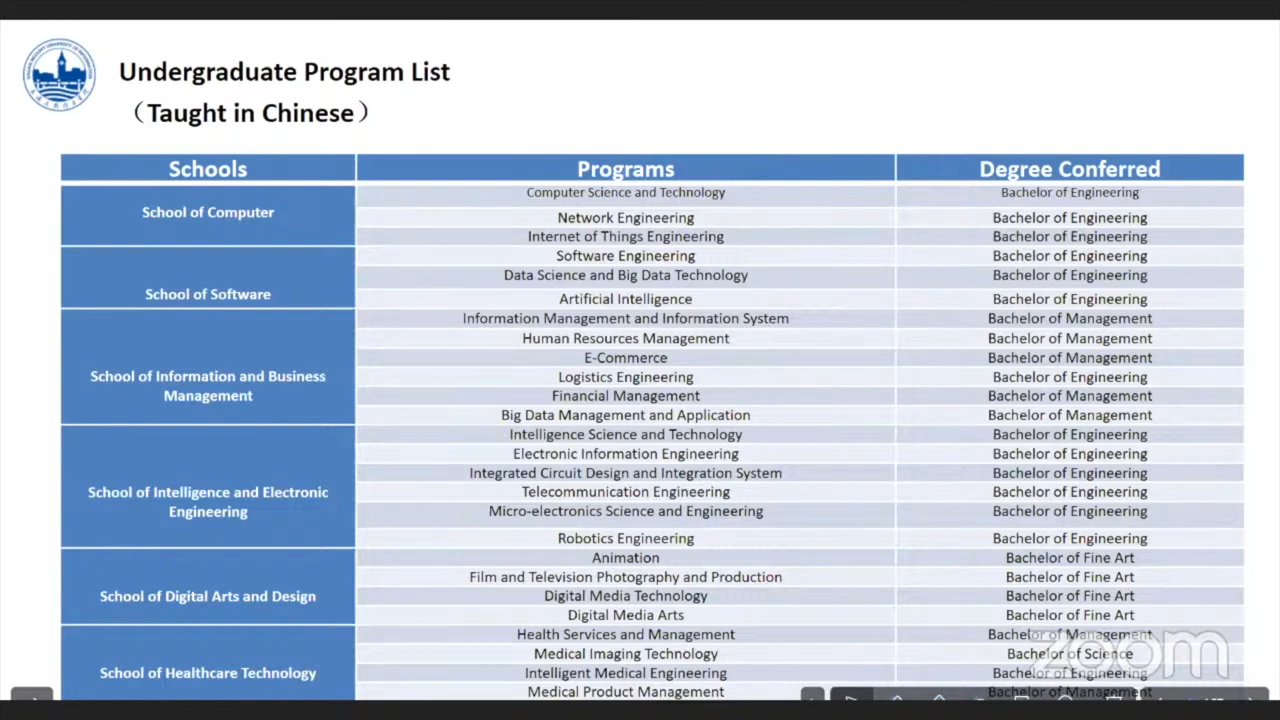 Undergraduate Program List
（Taught in Chinese）
Schools Programs Degree Conferred
School of Computer
Computer Science and Technology Bachelor of Engineering
Network Engineering Bachelor of Engineering
Internet of Things Engineering Bachelor of Engineering
School of Software
Software Engineering Bachelor of Engineering
Data Science and Big Data Technology Bachelor of Engineering
Artificial Intelligence Bachelor of Engineering
School of Information and Business
Management
Information Management and Information System Bachelor of Management
Human Resources Management Bachelor of Management
E-Commerce Bachelor of Management
Logistics Engineering Bachelor of Engineering
Financial Management Bachelor of Management
Big Data Management and Application Bachelor of Management
School of Intelligence and Electronic
Engineering
Intelligence Science and Technology Bachelor of Engineering
Electronic Information Engineering Bachelor of Engineering
Integrated Circuit Design and Integration System Bachelor of Engineering
Telecommunication Engineering Bachelor of Engineering
Micro-electronics Science and Engineering Bachelor of Engineering
Robotics Engineering Bachelor of Engineering
School of Digital Arts and Design
Animation Bachelor of Fine Art
Film and Television Photography and Production Bachelor of Fine Art
Digital Media Technology Bachelor of Fine Art
Digital Media Arts Bachelor of Fine Art
School of Healthcare Technology
Health Services and Management Bachelor of Management
Medical Imaging Technology Bachelor of Science
Intelligent Medical Engineering Bachelor of Engineering
Medical Product Management Bachelor of Management
zoom